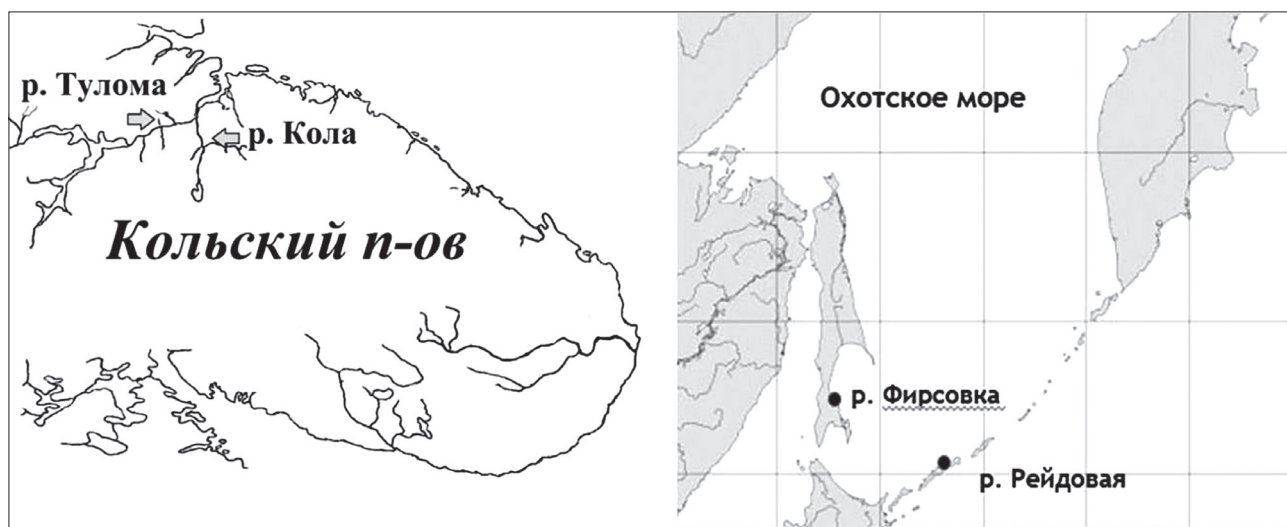 р. Тулома
р. Кола
Кольский п-ов
Охотское море
р. Фирсовка
р. Рейдовая